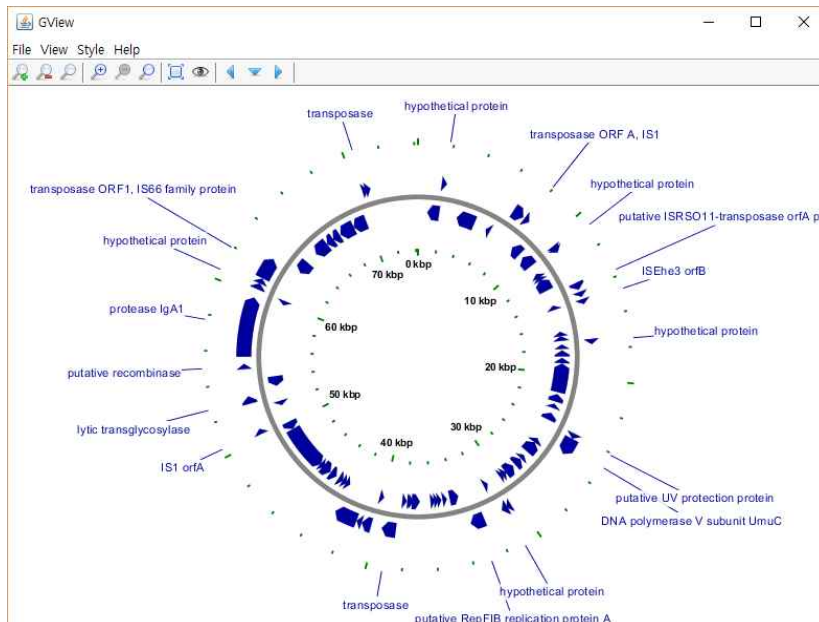 GView
File View Style Help
transposase
hypothetical protein
transposase ORF A, IS1
transposase ORF1, IS66 family protein
hypothetical protein
putative ISRSO11-transposase orfA p
hypothetical protein
ISEhe3 orfB
0 kbp
70 kbp
10 kbp
protease IgA1
60 kbp
hypothetical protein
putative recombinase
20 kbp
50 kbp
lytic transglycosylase
30 kbp
40 kbp
IS1 orfA
putative UV protection protein
DNA polymerase V subunit UmuC
hypothetical protein
transposase
putative RepFIB replication protein A